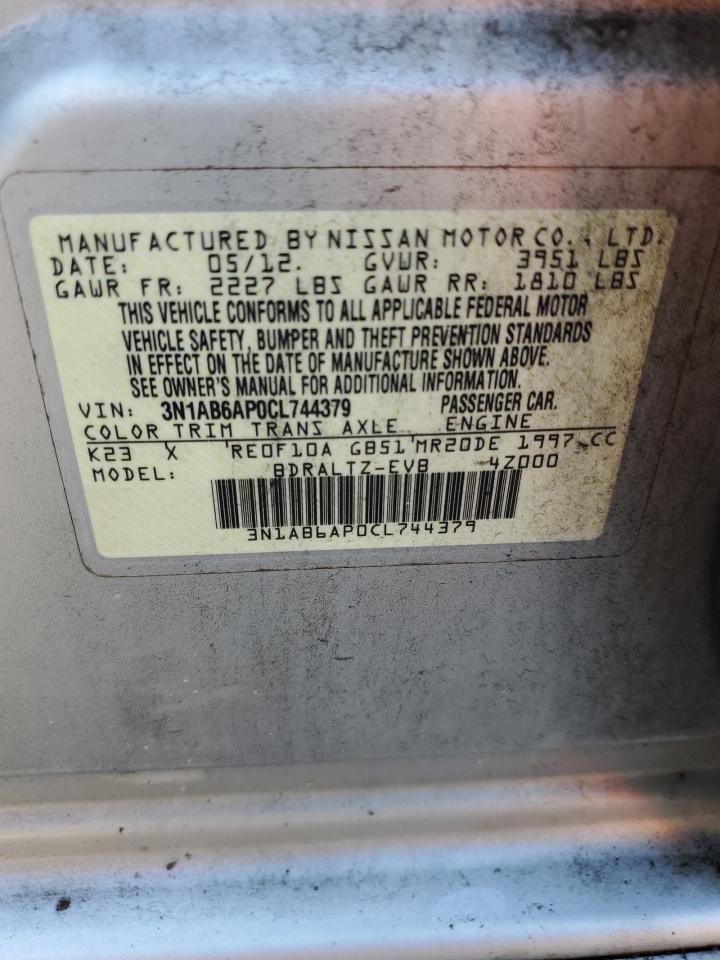 MANUFACTURED BY NISSAN MOTOR CO., LTD.
DATE: 05/12. GVWR: 3951 LBS
GAWR FR: 2227 LBS GAWR RR: 1810 LBS
THIS VEHICLE CONFORMS TO ALL APPLICABLE FEDERAL MOTOR
VEHICLE SAFETY, BUMPER AND THEFT PREVENTION STANDARDS
IN EFFECT ON THE DATE OF MANUFACTURE SHOWN ABOVE.
SEE OWNER'S MANUAL FOR ADDITIONAL INFORMATION.
VIN: 3N1AB6AP0CL744379 PASSENGER CAR.
COLOR TRIM TRANS AXLE ENGINE
K23 X RE0F10A GB51 MR20DE 1997 CC
MODEL: BDRALTZ-EVB 4Z000
3N1AB6AP0CL744379